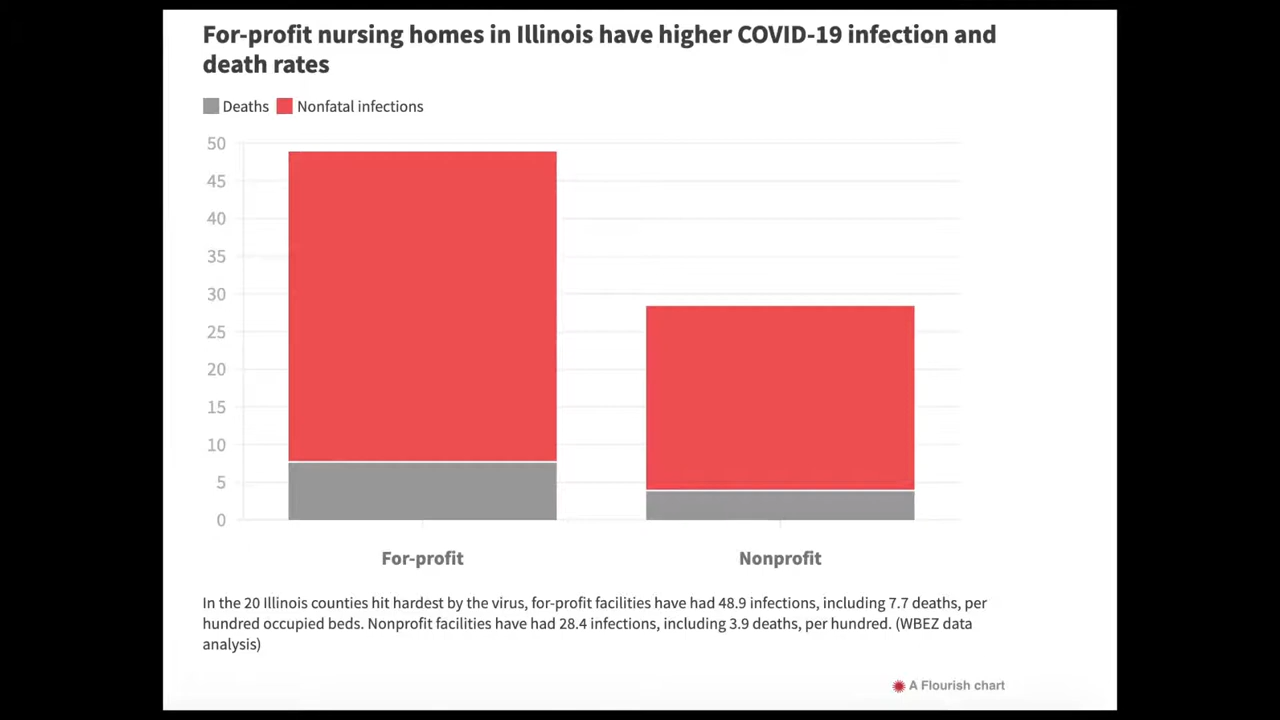 For-profit nursing homes in Illinois have higher COVID-19 infection and
death rates
Deaths Nonfatal infections
50
45
40
35
30
25
20
15
10
5
0
For-profit Nonprofit
In the 20 Illinois counties hit hardest by the virus, for-profit facilities have had 48.9 infections, including 7.7 deaths, per
hundred occupied beds. Nonprofit facilities have had 28.4 infections, including 3.9 deaths, per hundred. (WBEZ data
analysis)
A Flourish chart